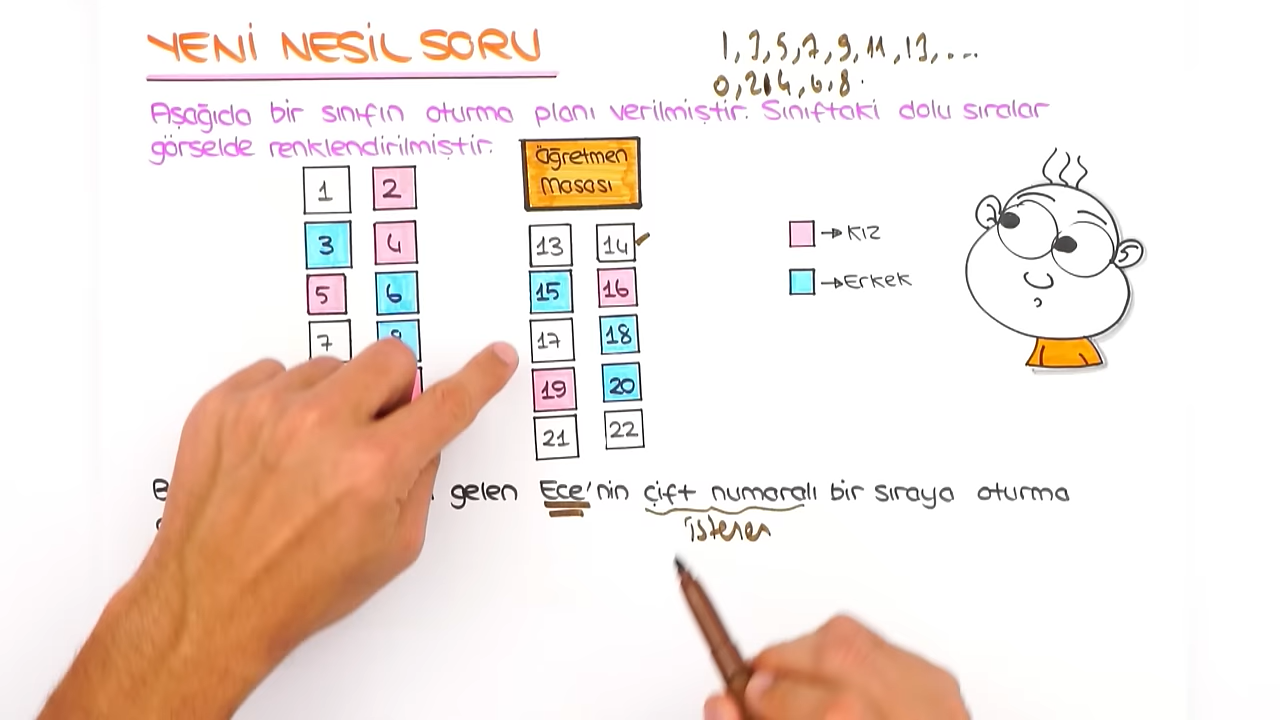 YENİ NESİL SORU
1, 3, 5, 7, 9, 11, 13, ...
0, 2, 4, 6, 8.
Aşağıda bir sınıfın oturma planı verilmiştir. Sınıftaki dolu sıralar
görselde renklendirilmiştir.
Öğretmen
Masası
1 2
3 4
5 6
7
13 14
15 16
17 18
19 20
21 22
→Kız
→Erkek
gelen Ece'nin çift numaralı bir sıraya oturma
istenen